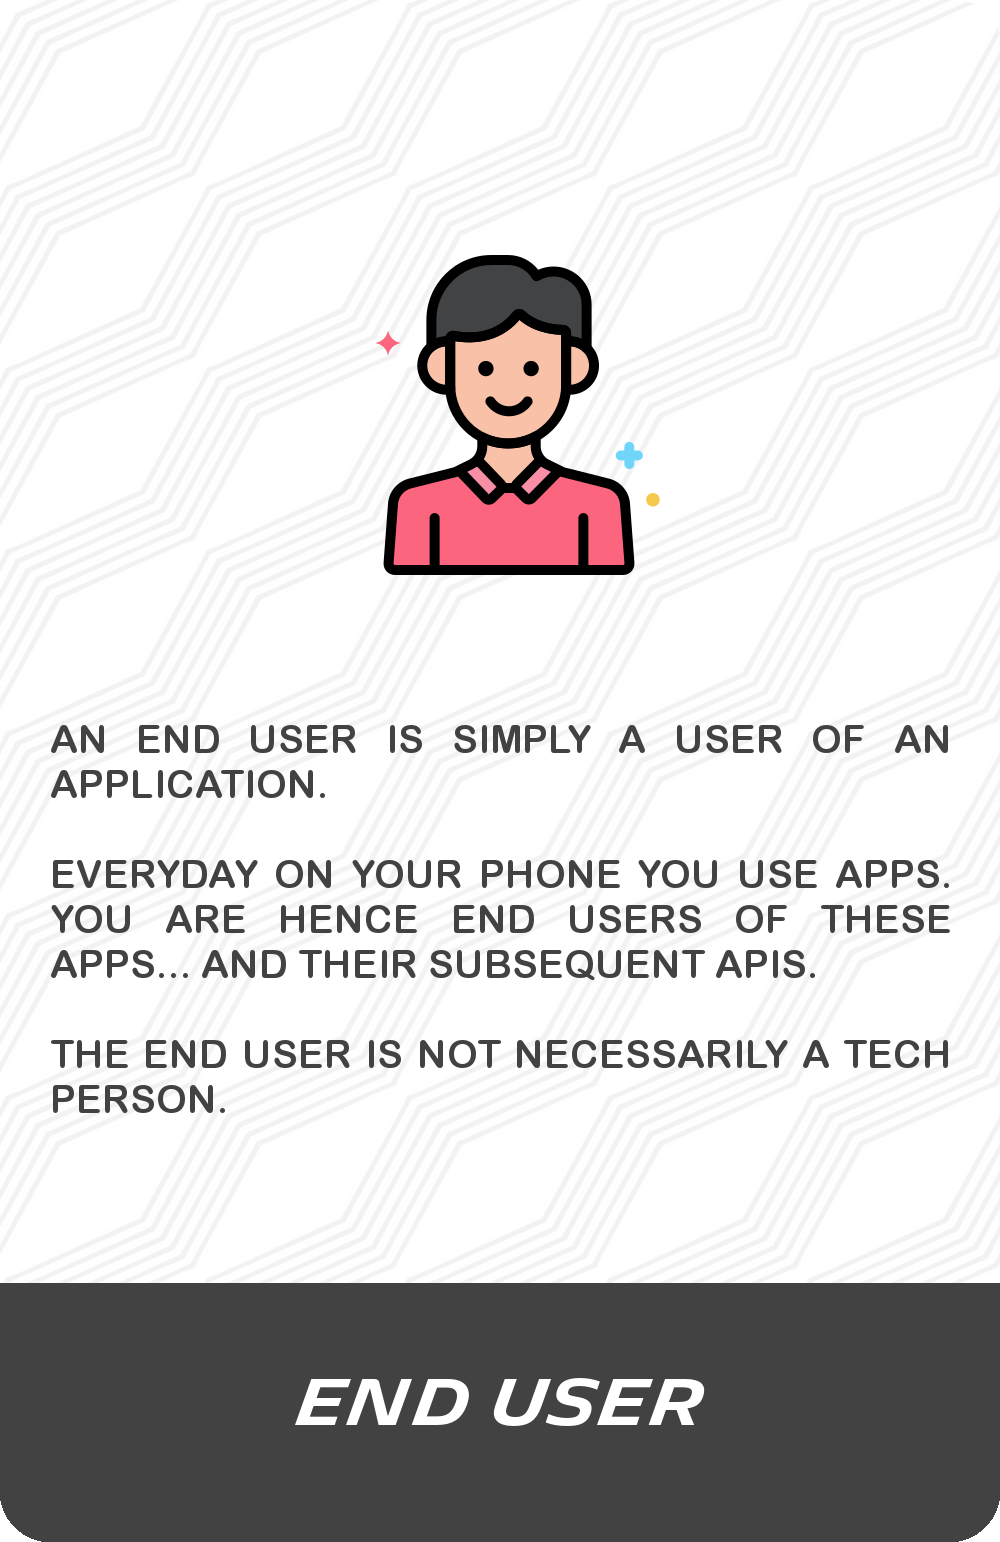 AN END USER IS SIMPLY A USER OF AN
APPLICATION.
EVERYDAY ON YOUR PHONE YOU USE APPS.
YOU ARE HENCE END USERS OF THESE
APPS... AND THEIR SUBSEQUENT APIS.
THE END USER IS NOT NECESSARILY A TECH
PERSON.
END USER